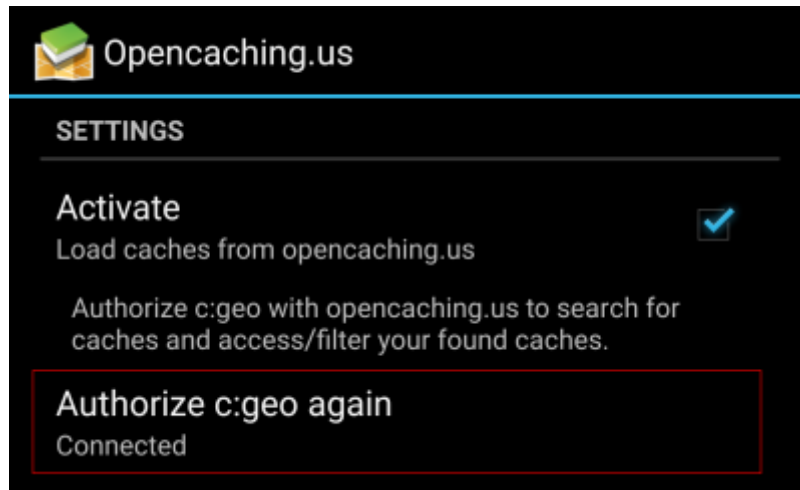 Opencaching.us
SETTINGS
Activate
Load caches from opencaching.us
Authorize c:geo with opencaching.us to search for
caches and access/filter your found caches.
Authorize c:geo again
Connected